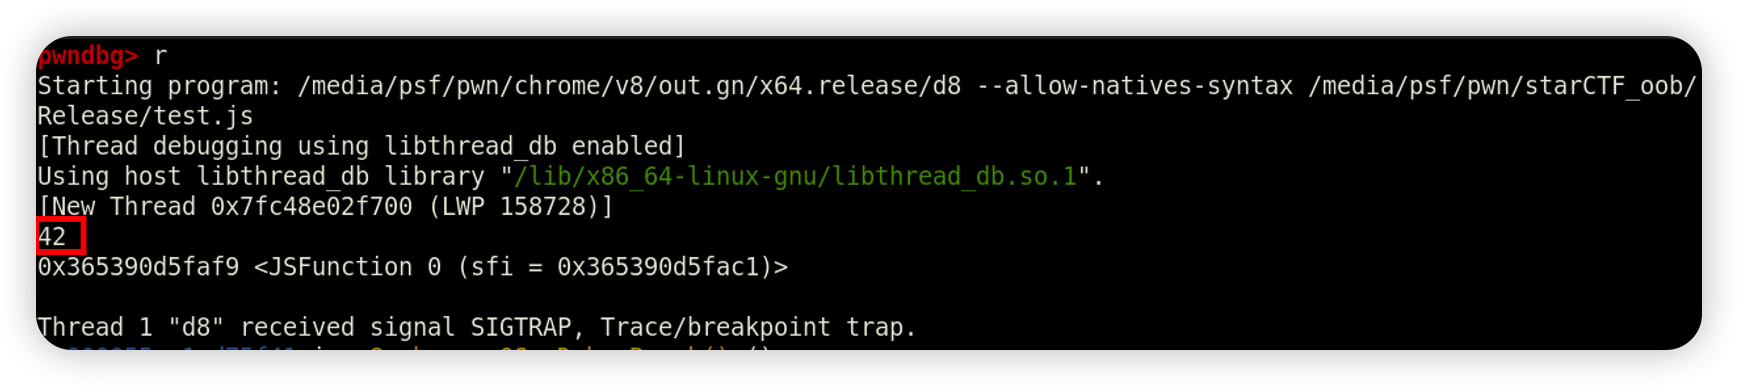 pwndbg> r
Starting program: /media/psf/pwn/chrome/v8/out.gn/x64.release/d8 --allow-natives-syntax /media/psf/pwn/starCTF_oob/
Release/test.js
[Thread debugging using libthread_db enabled]
Using host libthread_db library "/lib/x86_64-linux-gnu/libthread_db.so.1".
[New Thread 0x7fc48e02f700 (LWP 158728)]
42
0x365390d5faf9 <JSFunction 0 (sfi = 0x365390d5fac1)>
Thread 1 "d8" received signal SIGTRAP, Trace/breakpoint trap.